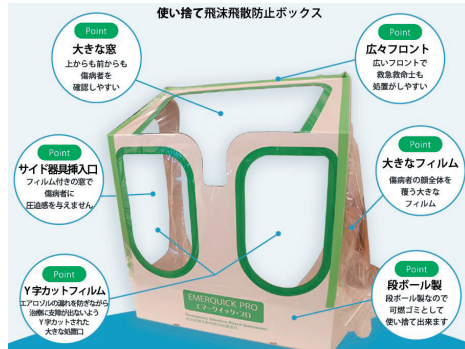 使い捨て飛沫飛散防止ボックス
Point
大きな窓
上からも前からも
傷病者を
確認しやすい
Point
広々フロント
広いフロントで
救急救命士も
処置がしやすい
Point
サイド器具挿入口
フィルム付きの窓で
傷病者に
圧迫感を与えません
Point
大きなフィルム
傷病者の顔全体を
覆う大きな
フィルム
Point
Y字カットフィルム
エアロゾルの漏れを防ぎながら
治療に支障が出ないよう
Y字カットされた
大きな処置口
EMERQUICK PRO
エマークイック・プロ
Point
段ボール製
段ボール製なので
可燃ゴミとして
使い捨て出来ます